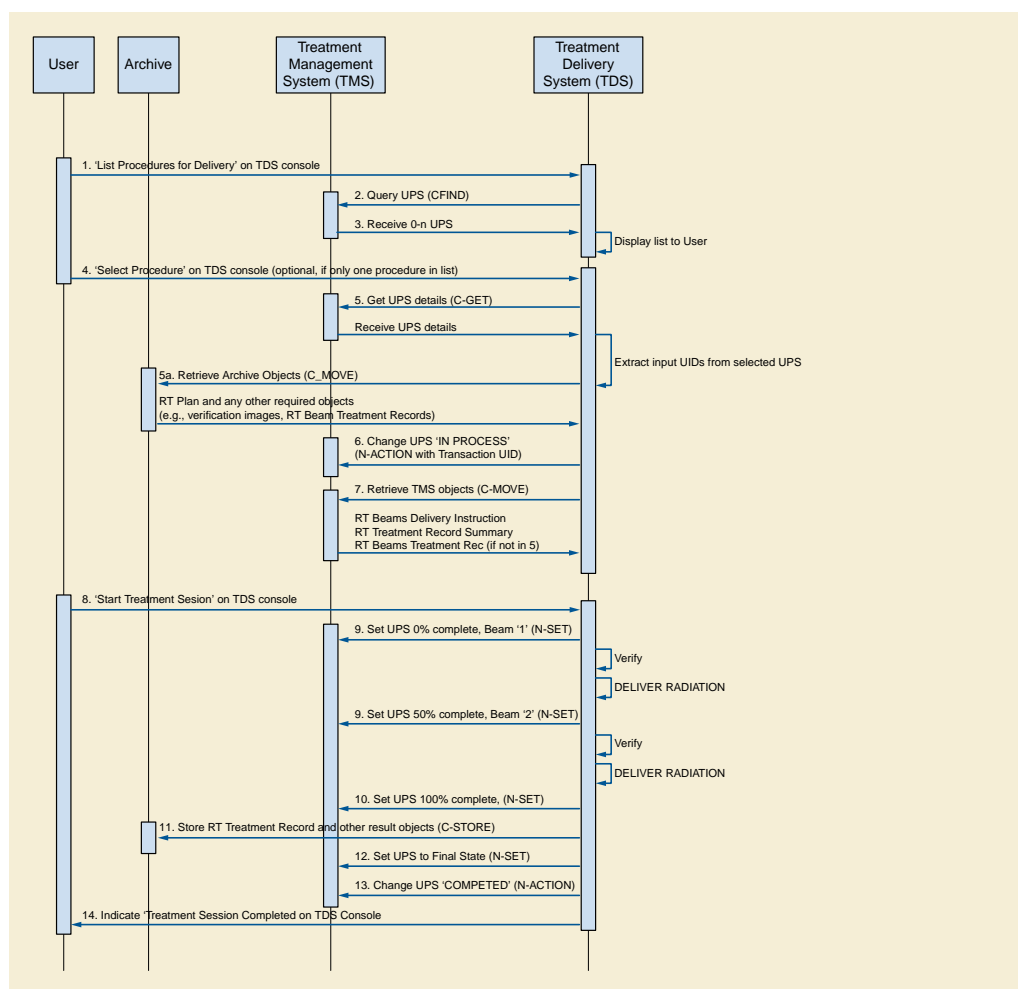 User
Archive
Treatment
Management
System (TMS)
Treatment
Delivery
System (TDS)
1. ‘List Procedures for Delivery’ on TDS console
2. Query UPS (CFIND)
3. Receive 0-n UPS
Display list to User
4. ‘Select Procedure’ on TDS console (optional, if only one procedure in list)
5. Get UPS details (C-GET)
Receive UPS details
Extract input UIDs from selected UPS
5a. Retrieve Archive Objects (C_MOVE)
RT Plan and any other required objects
(e.g., verification images, RT Beam Treatment Records)
6. Change UPS ‘IN PROCESS’
(N-ACTION with Transaction UID)
7. Retrieve TMS objects (C-MOVE)
RT Beams Delivery Instruction
RT Treatment Record Summary
RT Beams Treatment Rec (if not in 5)
8. ‘Start Treatment Sesion’ on TDS console
9. Set UPS 0% complete, Beam ‘1’ (N-SET)
Verify
DELIVER RADIATION
9. Set UPS 50% complete, Beam ‘2’ (N-SET)
Verify
DELIVER RADIATION
10. Set UPS 100% complete, (N-SET)
11. Store RT Treatment Record and other result objects (C-STORE)
12. Set UPS to Final State (N-SET)
13. Change UPS ‘COMPETED’ (N-ACTION)
14. Indicate ‘Treatment Session Completed on TDS Console